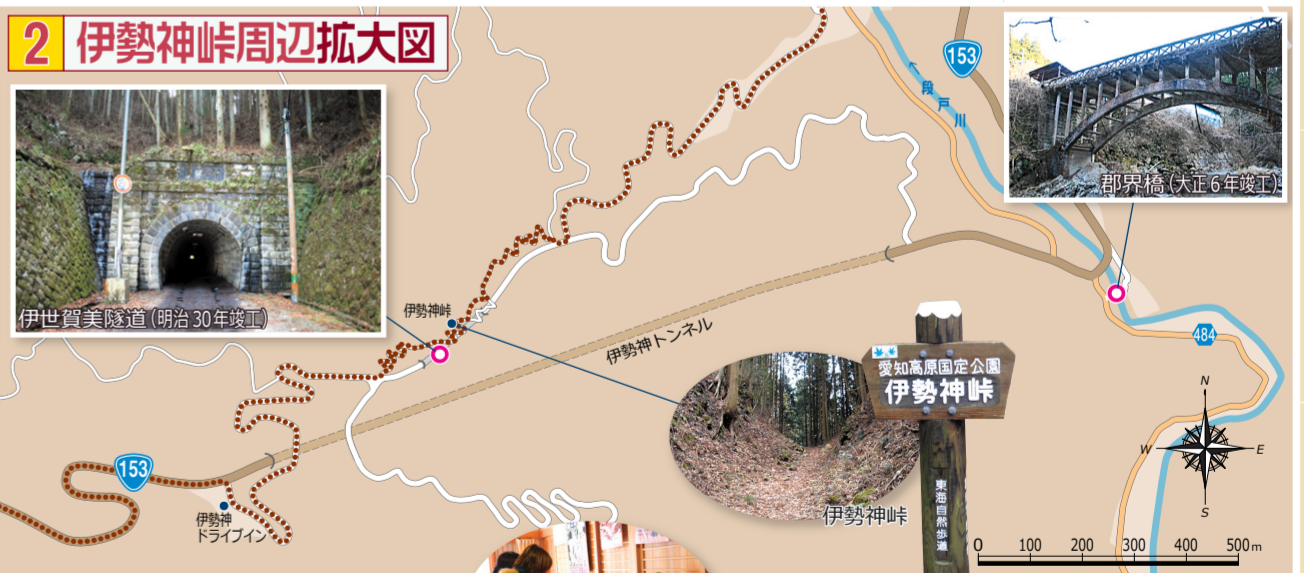 2 伊勢神峠周辺拡大図
伊世賀美隧道(明治30年竣工)
153
段戸川
郡界橋(大正6年竣工)
伊勢神峠
伊勢神トンネル
484
愛知高原国定公園
伊勢神峠
東海自然歩道
伊勢神峠
153
伊勢神
ドライブイン
N
W
E
S
0 100 200 300 400 500m